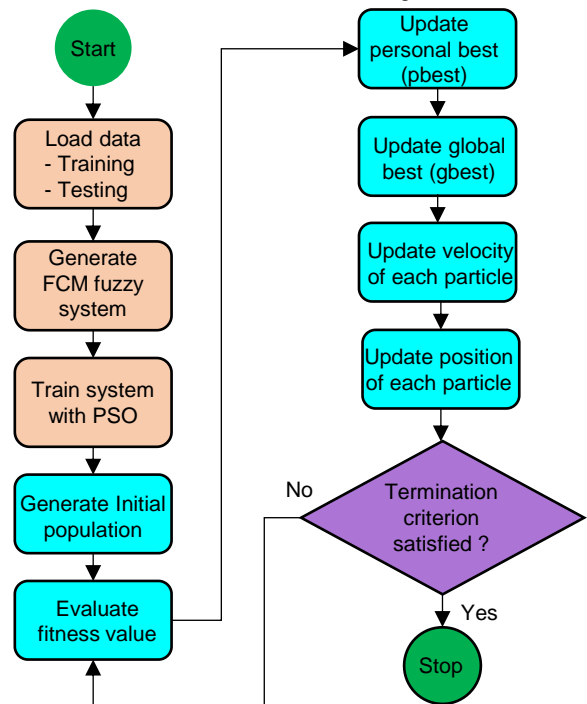 Start
Load data
- Training
- Testing
Generate
FCM fuzzy
system
Train system
with PSO
Generate Initial
population
Evaluate
fitness value
Update
personal best
(pbest)
Update global
best (gbest)
Update velocity
of each particle
Update position
of each particle
Termination
criterion
satisfied ?
No
Yes
Stop